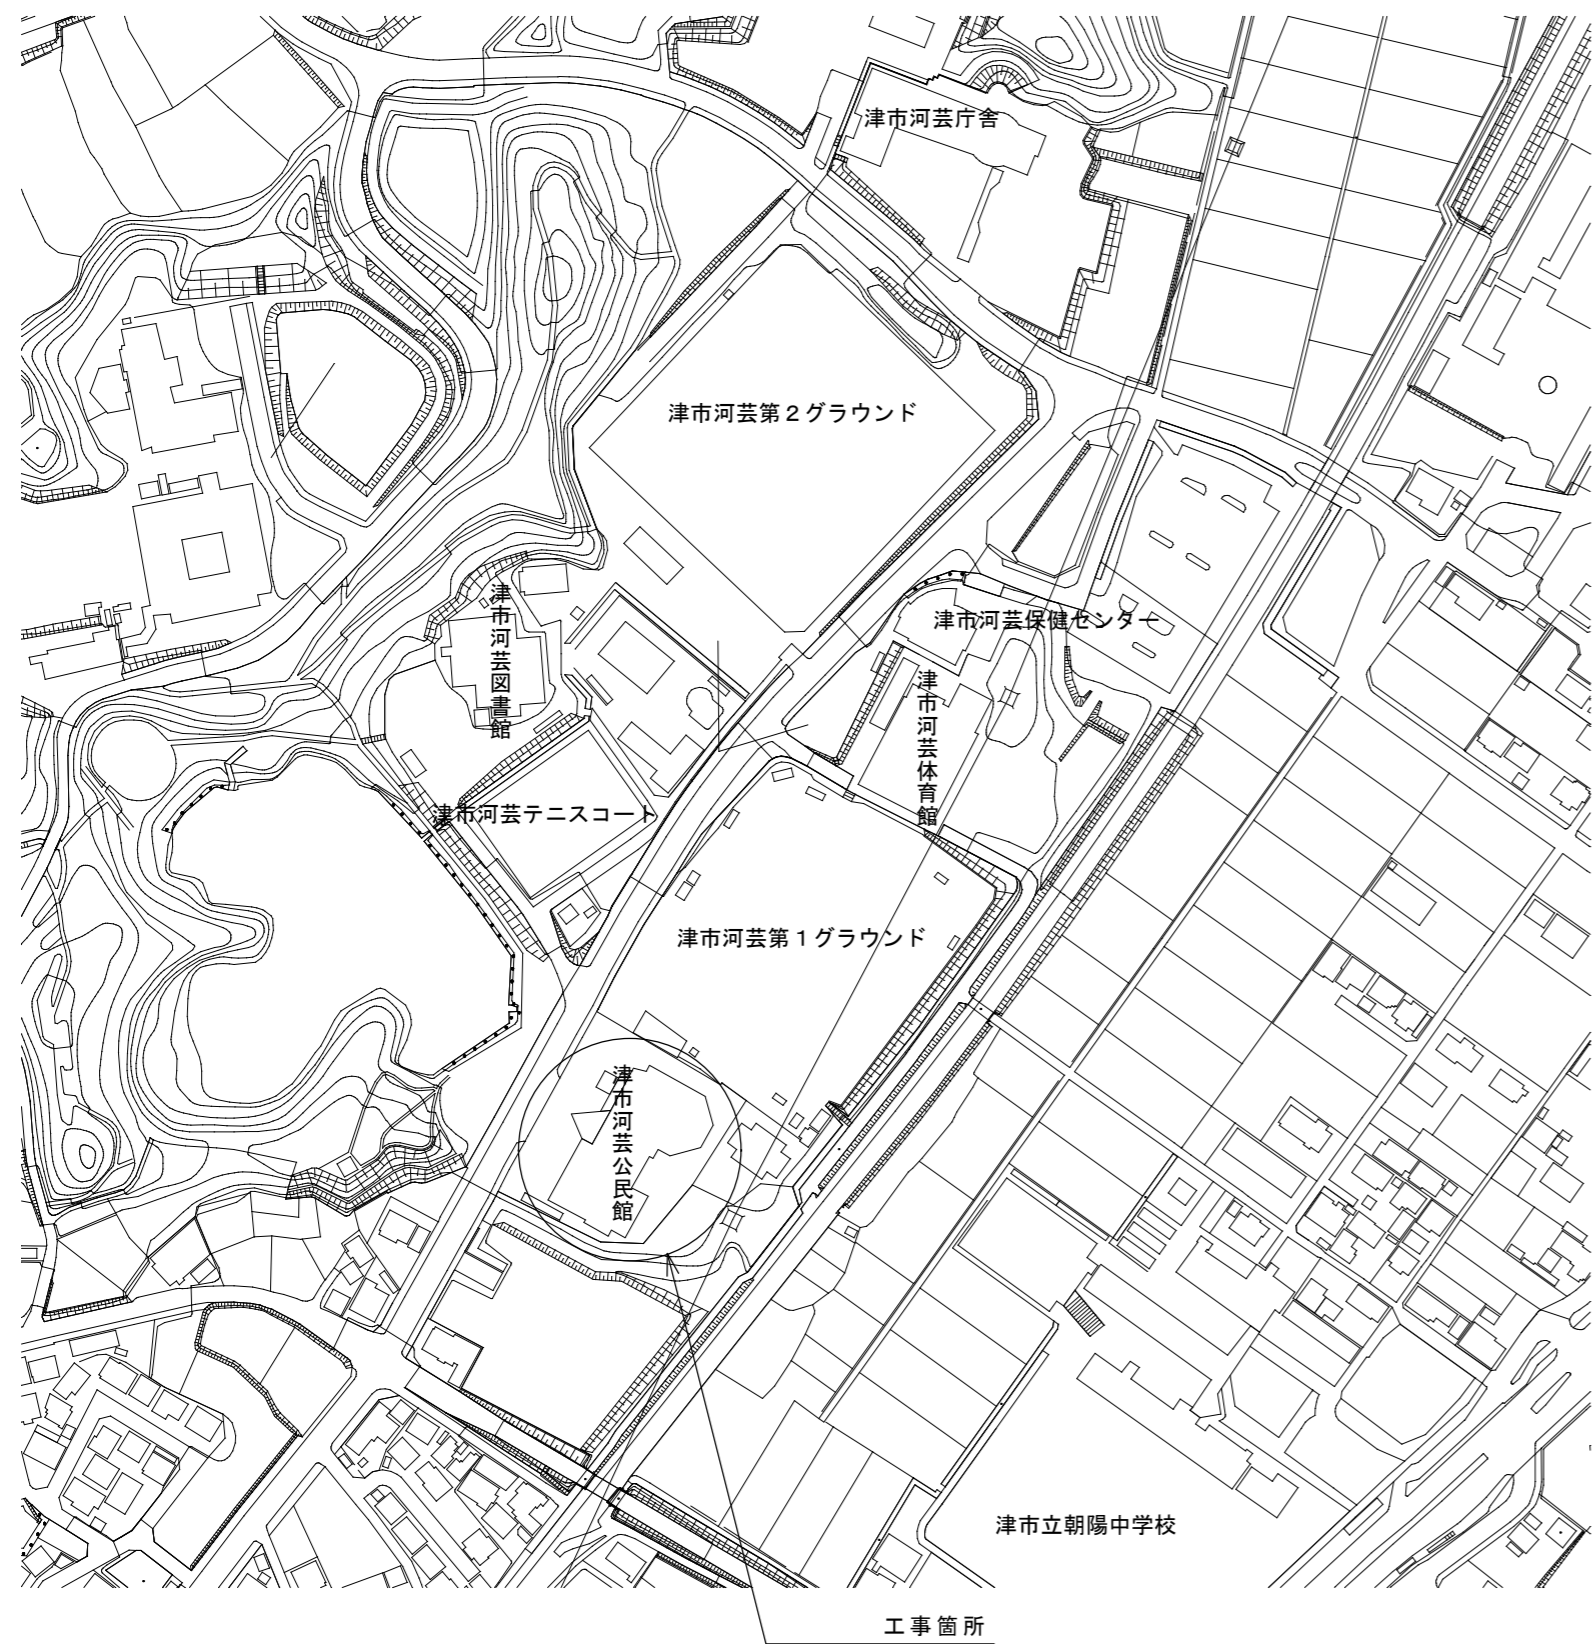 津市河芸庁舎
津市河芸第２グラウンド
津市河芸図書館
津市河芸保健センター
津市河芸体育館
津市河芸テニスコート
津市河芸第１グラウンド
津市河芸公民館
津市立朝陽中学校
工事箇所